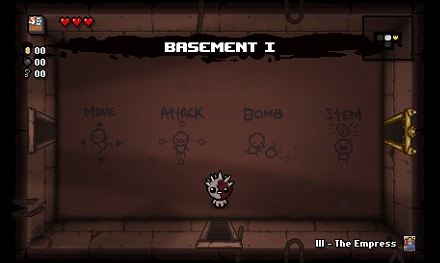 BASEMENT I
00
00
00
MOVE
ATTACK
BOMB
ITEM
III - The Empress